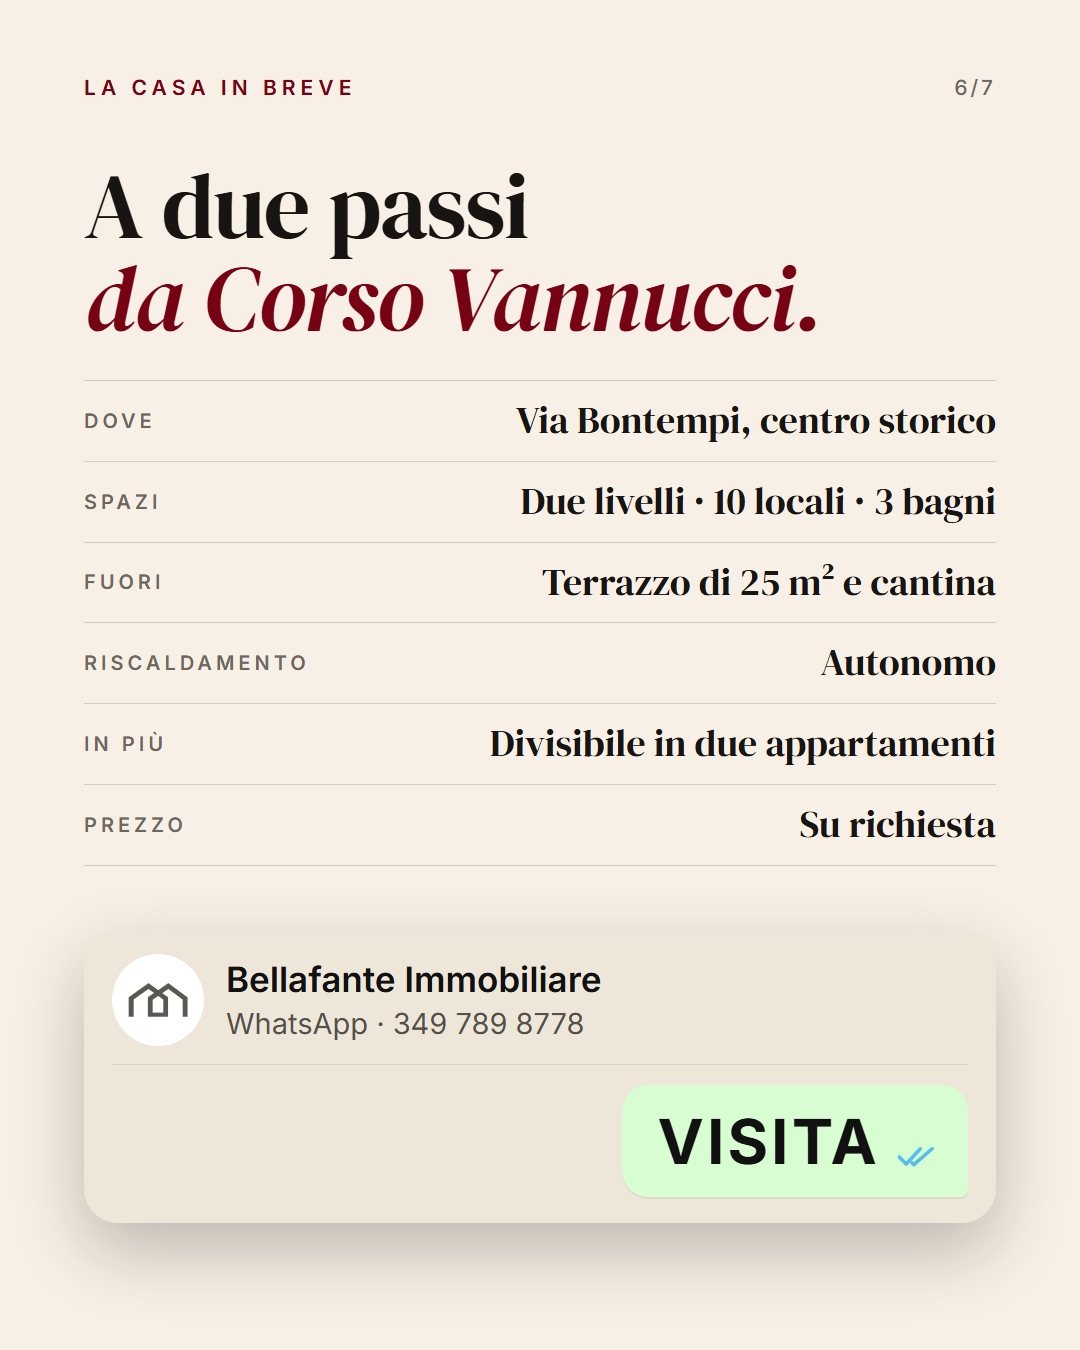 LA CASA IN BREVE
6/7
A due passi
da Corso Vannucci.
DOVE
Via Bontempi, centro storico
SPAZI
Due livelli · 10 locali · 3 bagni
FUORI
Terrazzo di 25 m² e cantina
RISCALDAMENTO
Autonomo
IN PIÙ
Divisibile in due appartamenti
PREZZO
Su richiesta
Bellafante Immobiliare
WhatsApp · 349 789 8778
VISITA